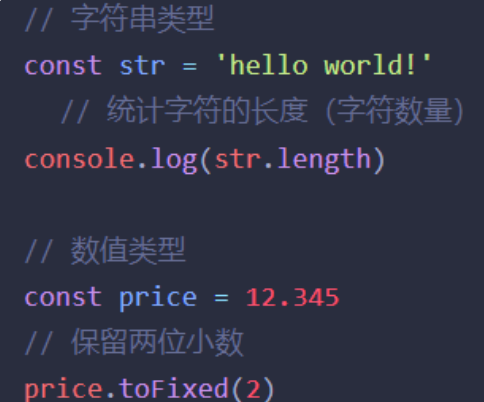 // 字符串类型
const str = 'hello world!'
// 统计字符的长度（字符数量）
console.log(str.length)
// 数值类型
const price = 12.345
// 保留两位小数
price.toFixed(2)